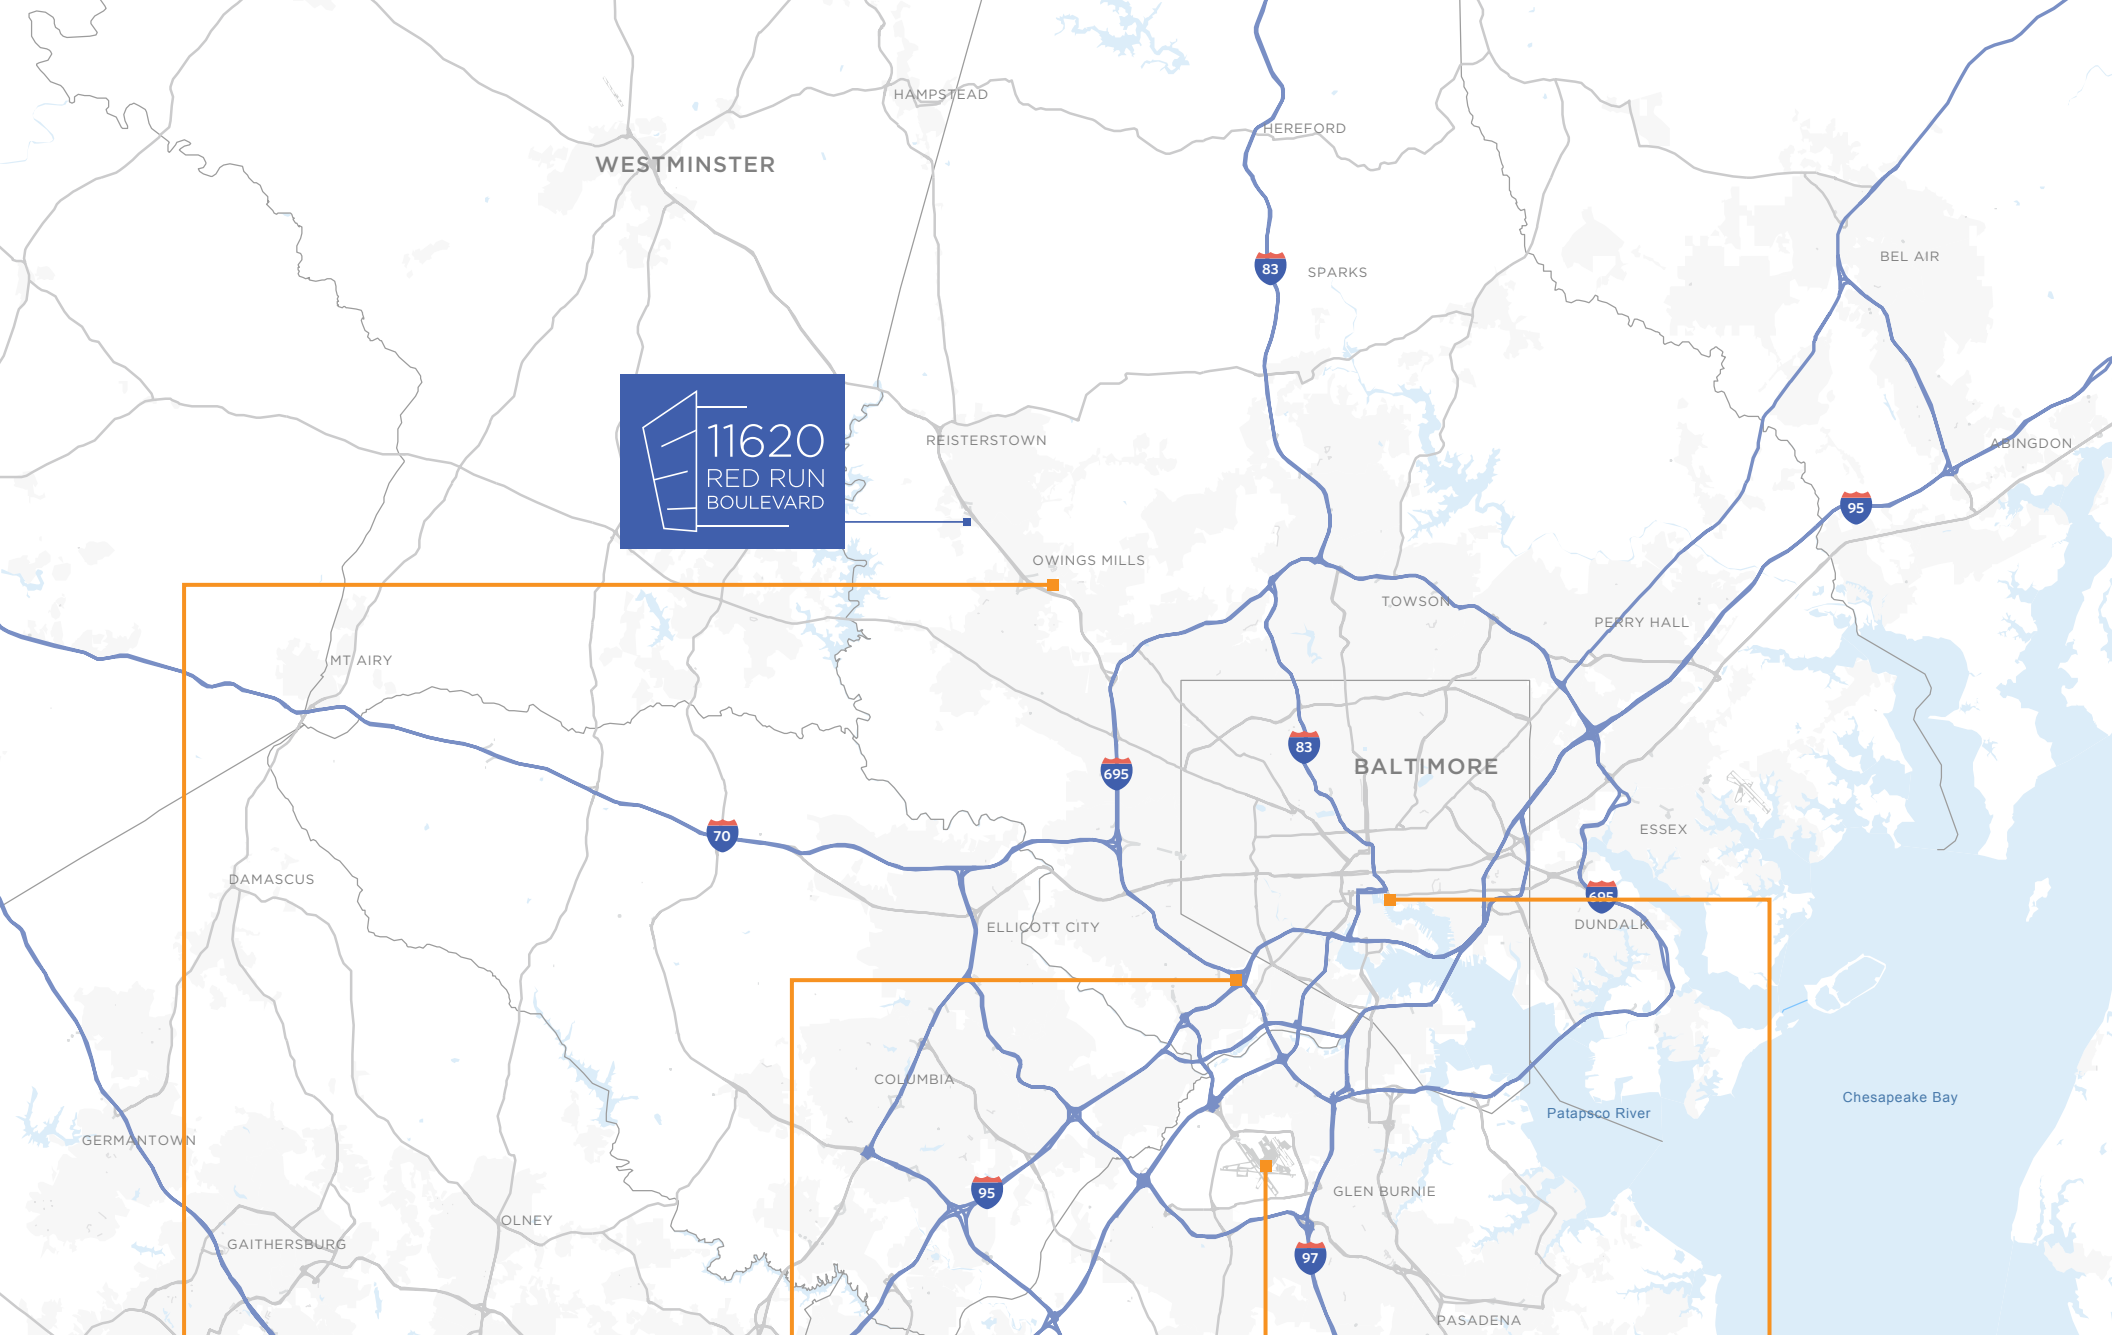 HAMPSTEAD
HEREFORD
WESTMINSTER
BEL AIR
83
SPARKS
11620
RED RUN
BOULEVARD
REISTERSTOWN
ABINGDON
95
OWINGS MILLS
TOWSON
PERRY HALL
MT AIRY
83
BALTIMORE
695
70
ESSEX
DAMASCUS
695
ELLICOTT CITY
DUNDALK
COLUMBIA
Chesapeake Bay
Patapsco River
GERMANTOWN
95
GLEN BURNIE
OLNEY
GAITHERSBURG
97
PASADENA